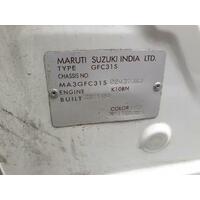 MARUTI SUZUKI INDIA LTD.
TYPE GFC31S
CHASSIS NO
MA3GFC31S
ENGINE K10BN
BUILT
COLOR